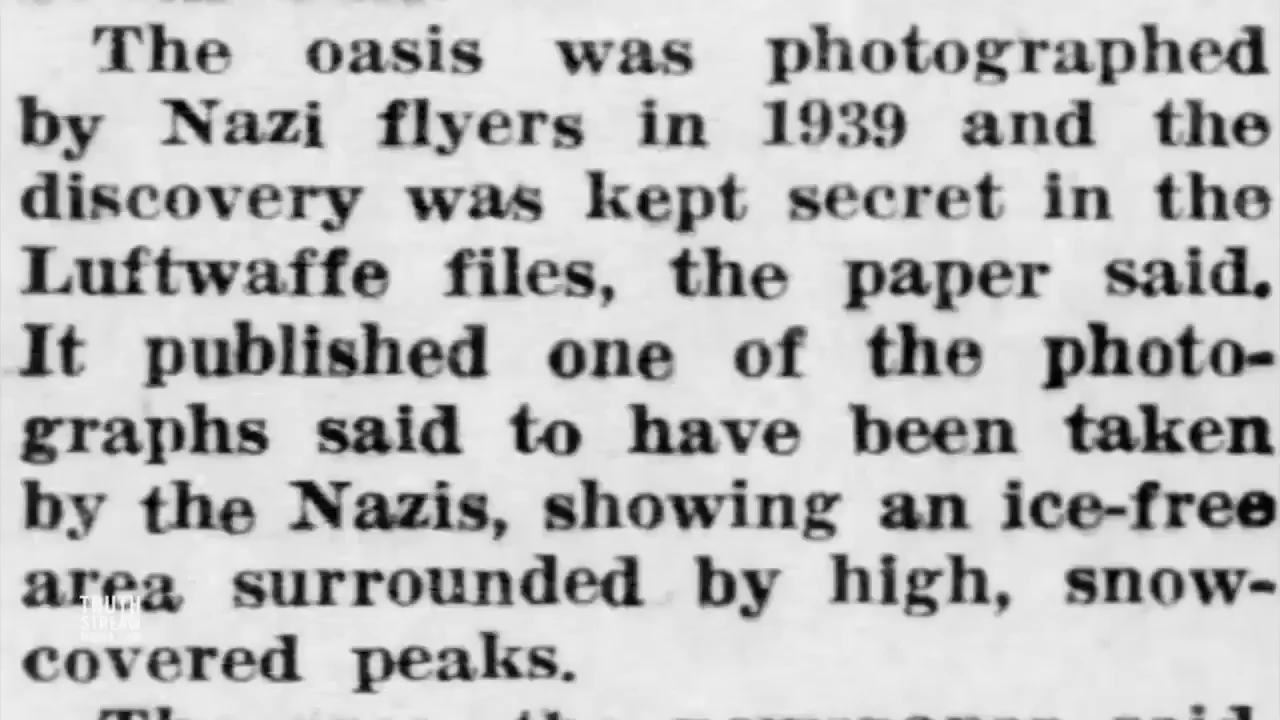 The oasis was photographed
by Nazi flyers in 1939 and the
discovery was kept secret in the
Luftwaffe files, the paper said.
It published one of the photo-
graphs said to have been taken
by the Nazis, showing an ice-free
area surrounded by high, snow-
covered peaks.
TRUTH
STREAM